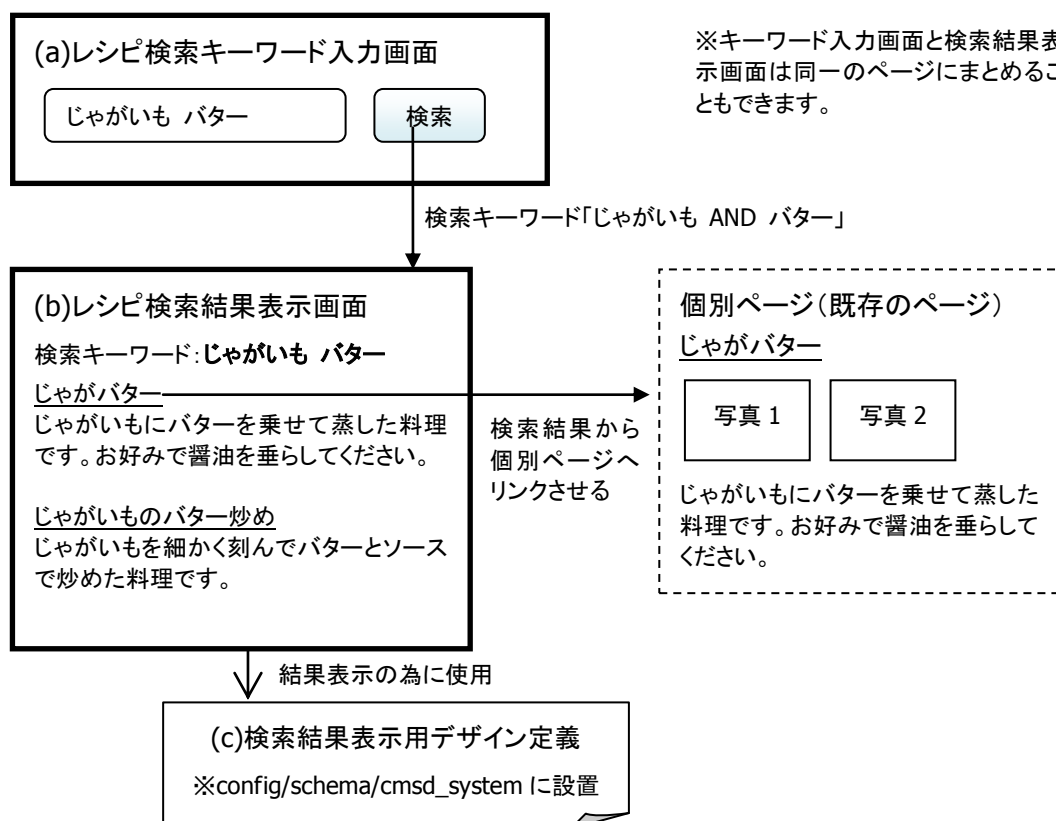 (a)レシピ検索キーワード入力画面
じゃがいも バター
検索
※キーワード入力画面と検索結果表
示画面は同一のページにまとめるこ
ともできます。
検索キーワード「じゃがいも AND バター」
(b)レシピ検索結果表示画面
検索キーワード:じゃがいも バター
じゃがバター
じゃがいもにバターを乗せて蒸した料理
です。お好みで醤油を垂らしてください。
じゃがいものバター炒め
じゃがいもを細かく刻んでバターとソース
で炒めた料理です。
検索結果から
個別ページへ
リンクさせる
個別ページ(既存のページ)
じゃがバター
写真 1
写真 2
じゃがいもにバターを乗せて蒸した
料理です。お好みで醤油を垂らして
ください。
結果表示の為に使用
(c)検索結果表示用デザイン定義
※config/schema/cmsd_system に設置